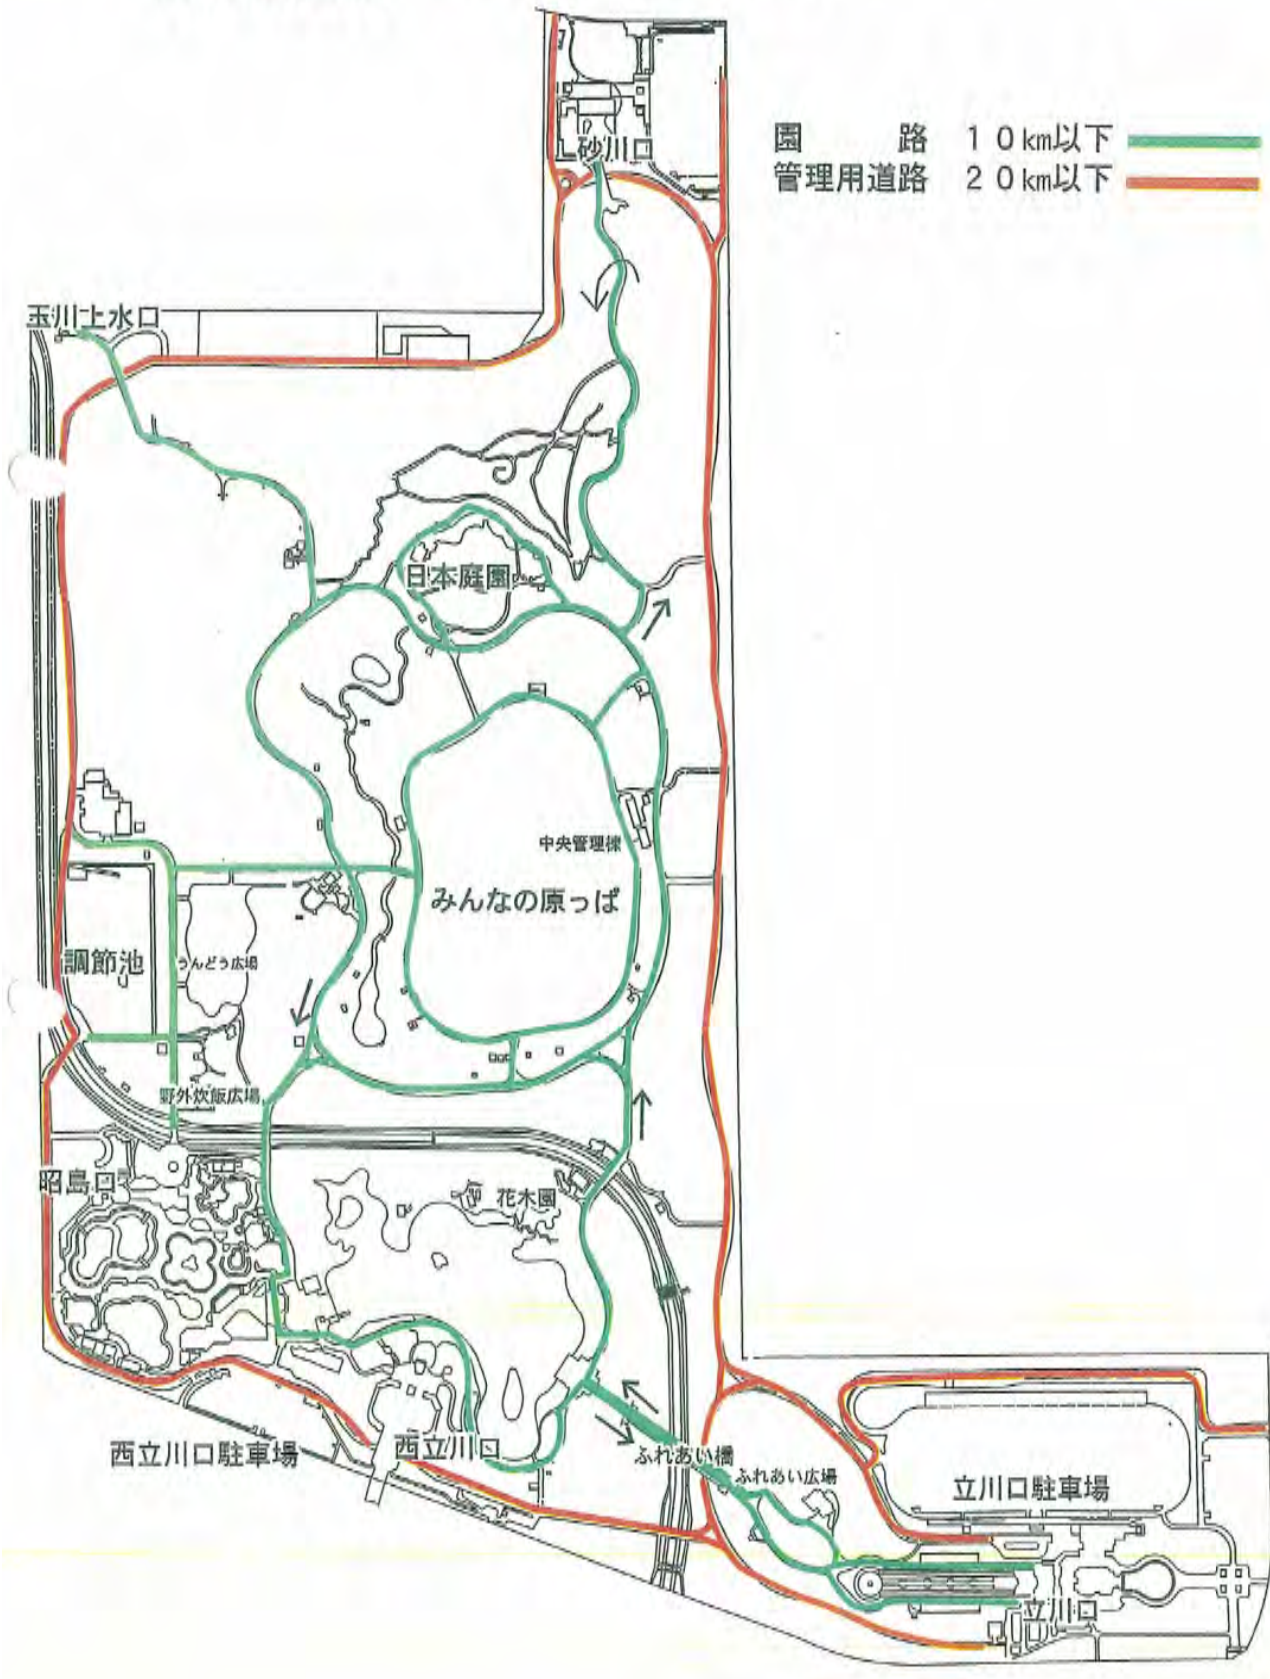 園　　路　１０㎞以下
管理用道路　２０㎞以下
砂川口
玉川上水口
日本庭園
中央管理棟
みんなの原っぱ
調節池
うんどう広場
野外炊飯広場
昭島口
花木園
西立川口駐車場
西立川口
ふれあい橋
ふれあい広場
立川口駐車場
立川口